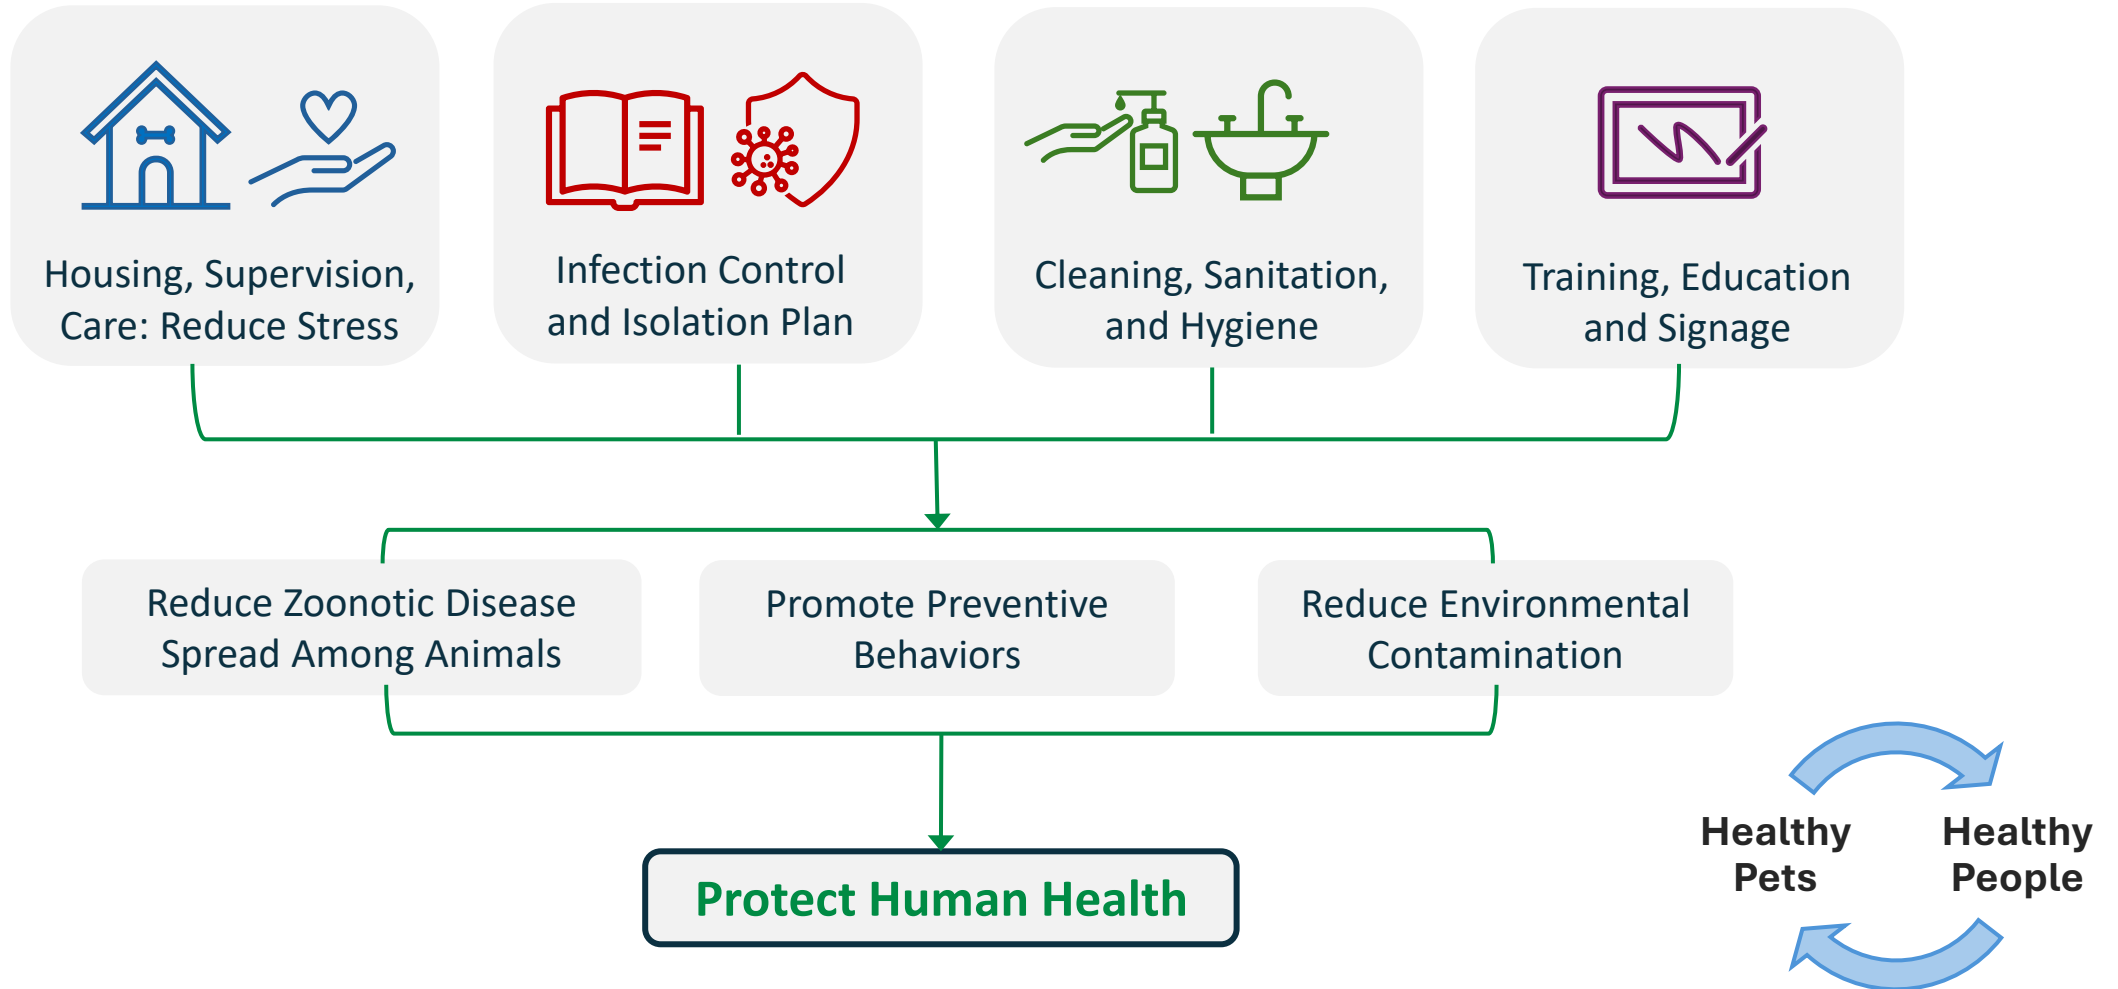 Housing, Supervision,
Care: Reduce Stress
Infection Control
and Isolation Plan
Cleaning, Sanitation,
and Hygiene
Training, Education
and Signage
Reduce Zoonotic Disease
Spread Among Animals
Promote Preventive
Behaviors
Reduce Environmental
Contamination
Protect Human Health
Healthy
Pets
Healthy
People